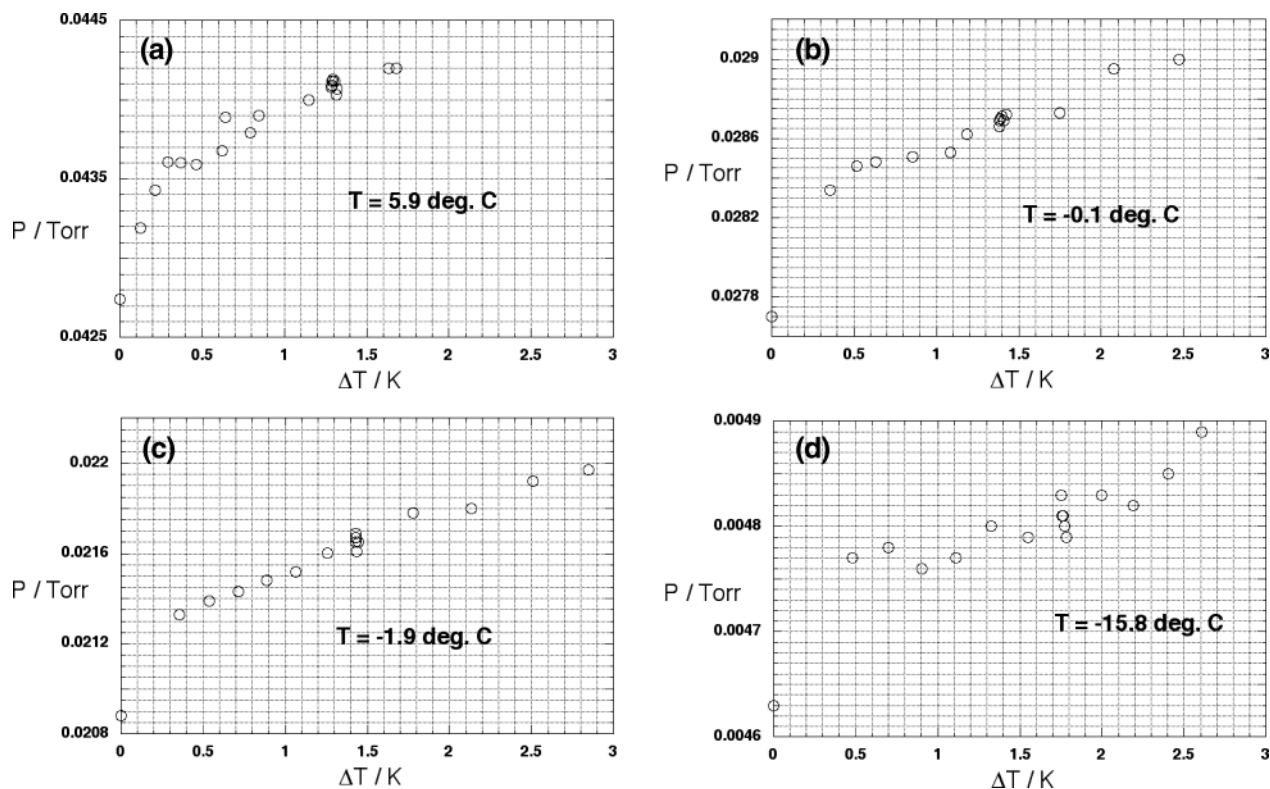 (a)
0.0445
0.0435
0.0425
P / Torr
T = 5.9 deg. C
0 0.5 1 1.5 2 2.5 3
ΔT / K
(b)
0.029
0.0286
0.0282
0.0278
P / Torr
T = -0.1 deg. C
0 0.5 1 1.5 2 2.5 3
ΔT / K
(c)
0.022
0.0216
0.0212
0.0208
P / Torr
T = -1.9 deg. C
0 0.5 1 1.5 2 2.5 3
ΔT / K
(d)
0.0049
0.0048
0.0047
0.0046
P / Torr
T = -15.8 deg. C
0 0.5 1 1.5 2 2.5 3
ΔT / K